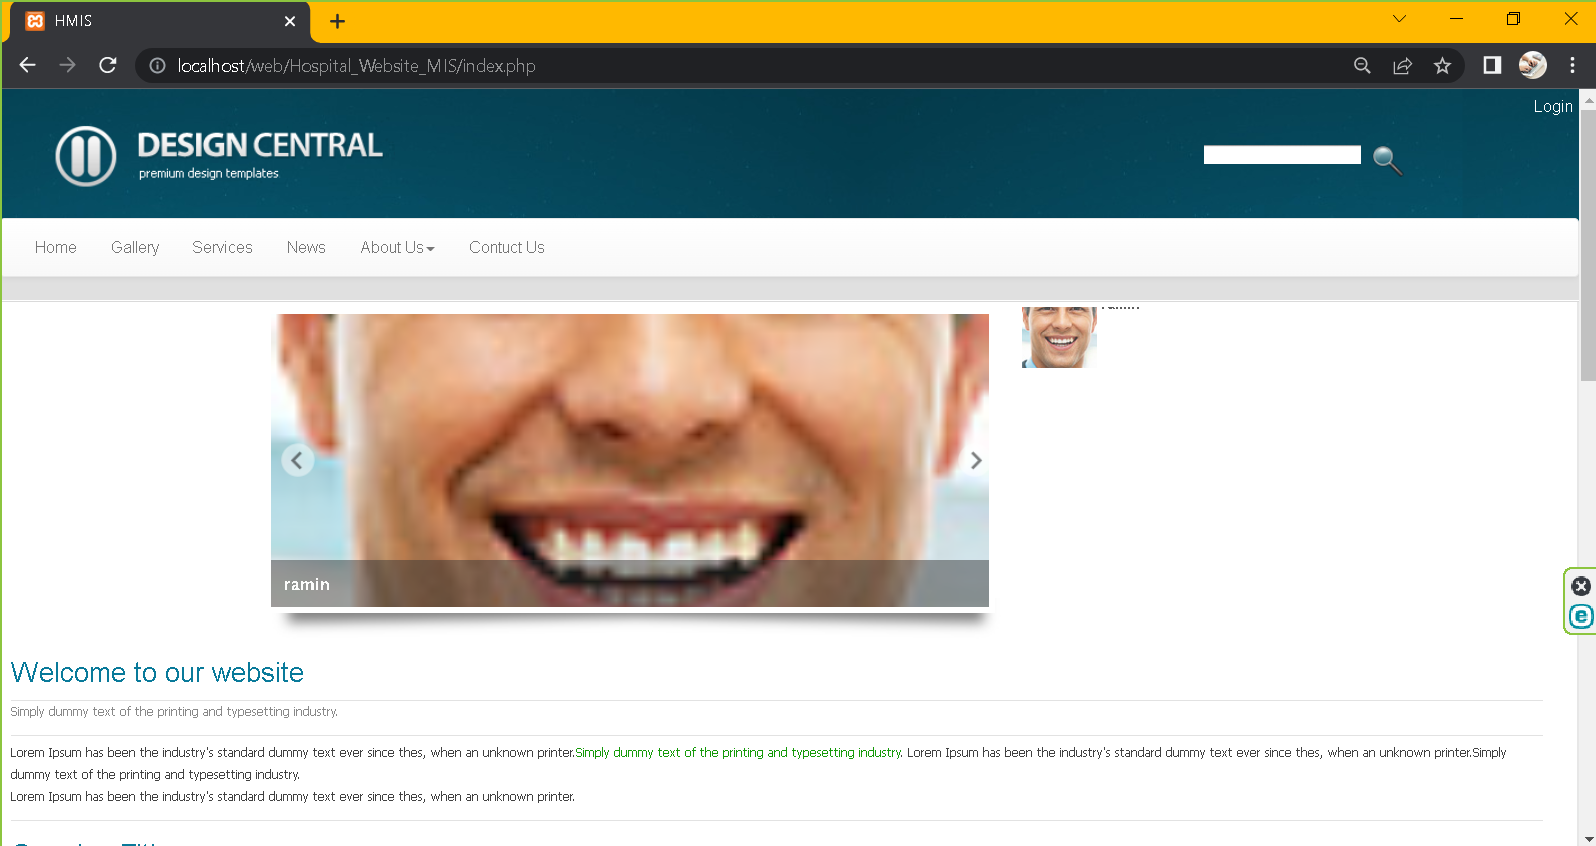 HMIS
localhost/web/Hospital_Website_MIS/index.php
Login
DESIGN CENTRAL
premium design templates
Home Gallery Services News About Us Contuct Us
ramin
Welcome to our website
Simply dummy text of the printing and typesetting industry.
Lorem Ipsum has been the industry's standard dummy text ever since thes, when an unknown printer.Simply dummy text of the printing and typesetting industry. Lorem Ipsum has been the industry's standard dummy text ever since thes, when an unknown printer.Simply
dummy text of the printing and typesetting industry.
Lorem Ipsum has been the industry's standard dummy text ever since thes, when an unknown printer.